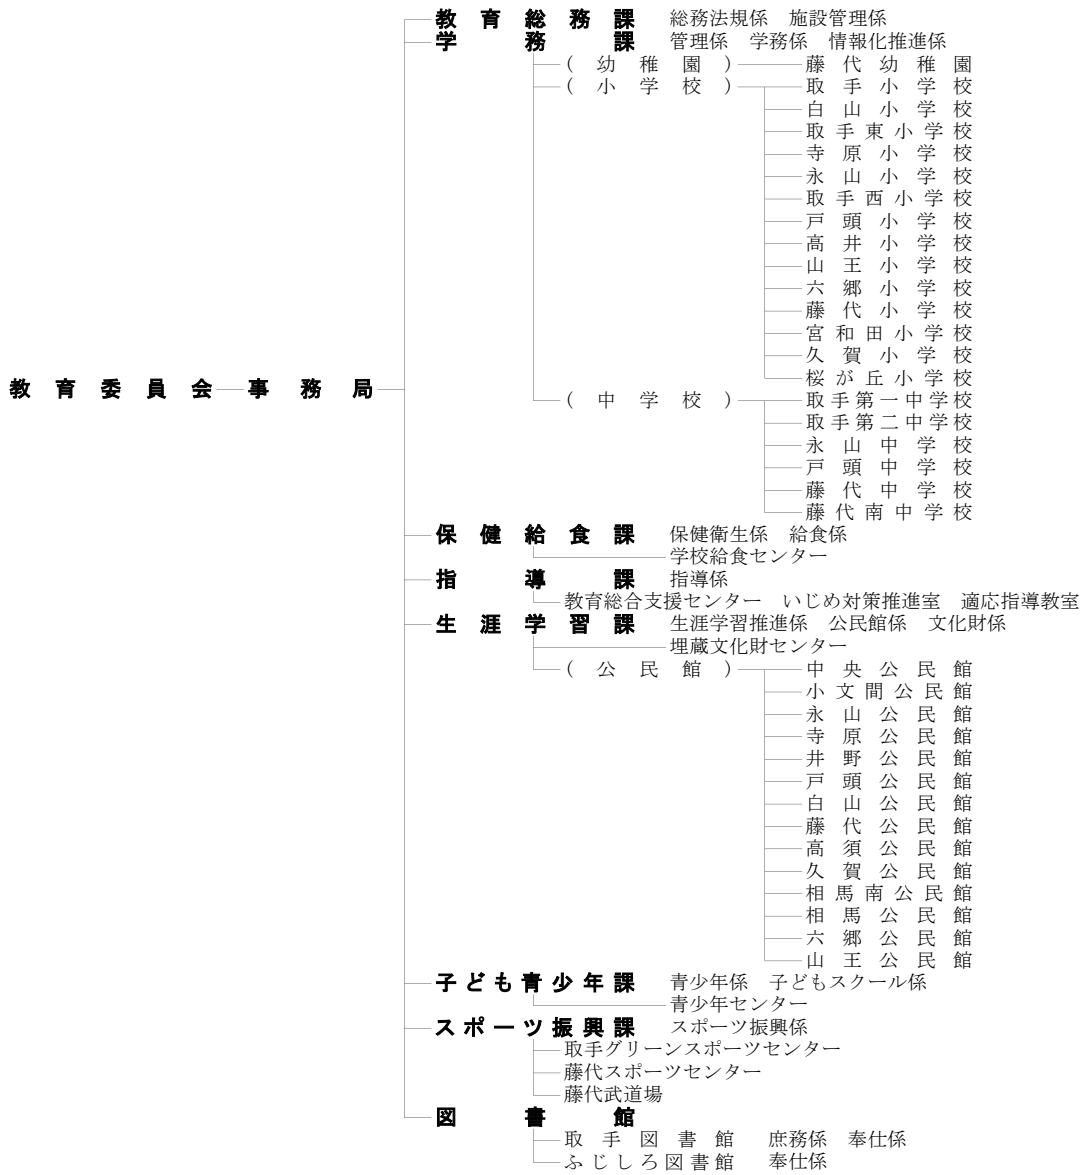 教育総務課 総務法規係 施設管理係
学務課 管理係 学務係 情報化推進係
(幼稚園) 藤代幼稚園
(小学校) 取手小学校
白山小学校
取手東小学校
寺原小学校
永山小学校
取手西小学校
戸頭小学校
高井小学校
山王小学校
六郷小学校
藤代小学校
宮和田小学校
久賀小学校
桜が丘小学校
教育委員会 事務局
(中学校) 取手第一中学校
取手第二中学校
永山中学校
戸頭中学校
藤代中学校
藤代南中学校
保健給食課 保健衛生係 給食係
学校給食センター
指導課 指導係
教育総合支援センター いじめ対策推進室 適応指導教室
生涯学習課 生涯学習推進係 公民館係 文化財係
埋蔵文化財センター
(公民館) 中央公民館
小文間公民館
永山公民館
寺原公民館
井野公民館
戸頭公民館
白山公民館
藤代公民館
高須公民館
久賀公民館
相馬南公民館
相馬公民館
六郷公民館
山王公民館
子ども青少年課 青少年係 子どもスクール係
青少年センター
スポーツ振興課 スポーツ振興係
取手グリーンスポーツセンター
藤代スポーツセンター
藤代武道場
図書館
取手図書館 庶務係 奉仕係
ふじしろ図書館 奉仕係